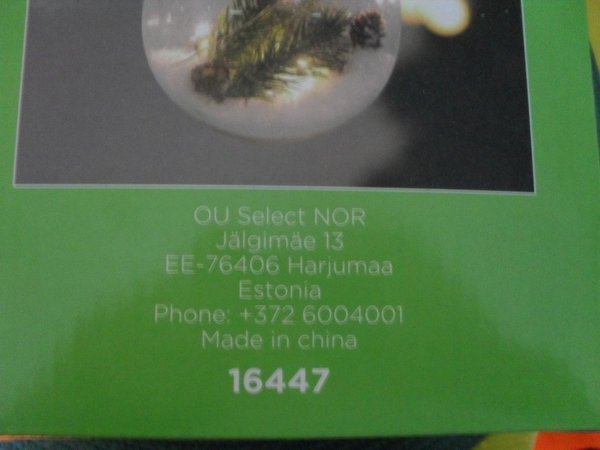 OU Select NOR
Jälgimäe 13
EE-76406 Harjumaa
Estonia
Phone: +372 6004001
Made in china
16447